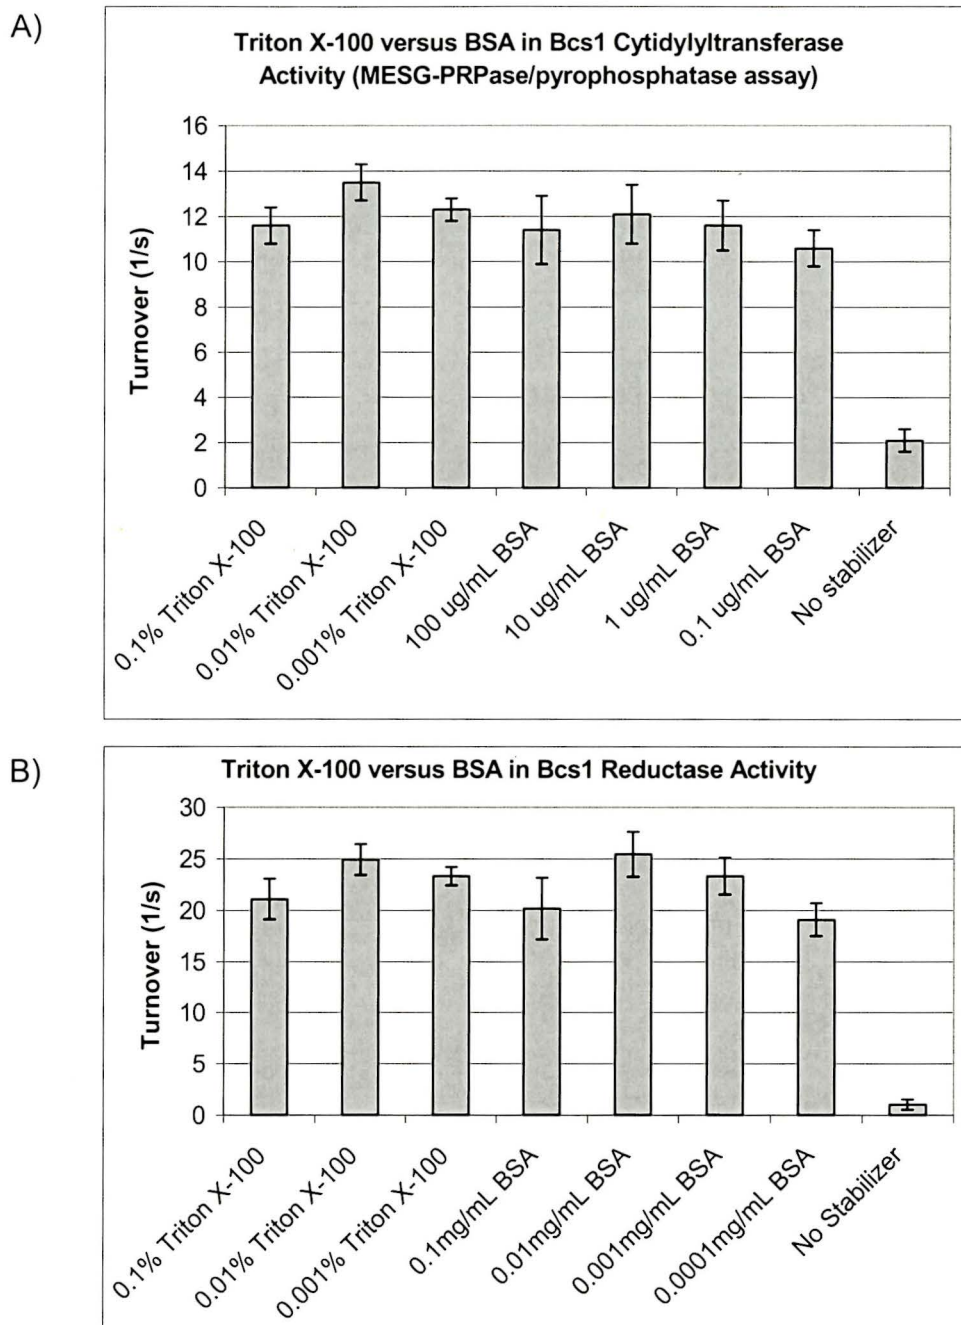 A)
Triton X-100 versus BSA in Bcs1 Cytidylyltransferase
Activity (MESG-PRPase/pyrophosphatase assay)
Turnover (1/s)
16
14
12
10
8
6
4
2
0
0.1% Triton X-100
0.01% Triton X-100
0.001% Triton X-100
100 ug/mL BSA
10 ug/mL BSA
1 ug/mL BSA
0.1 ug/mL BSA
No stabilizer
B)
Triton X-100 versus BSA in Bcs1 Reductase Activity
Turnover (1/s)
30
25
20
15
10
5
0
0.1% Triton X-100
0.01% Triton X-100
0.001% Triton X-100
0.1mg/mL BSA
0.01mg/mL BSA
0.001mg/mL BSA
0.0001mg/mL BSA
No Stabilizer